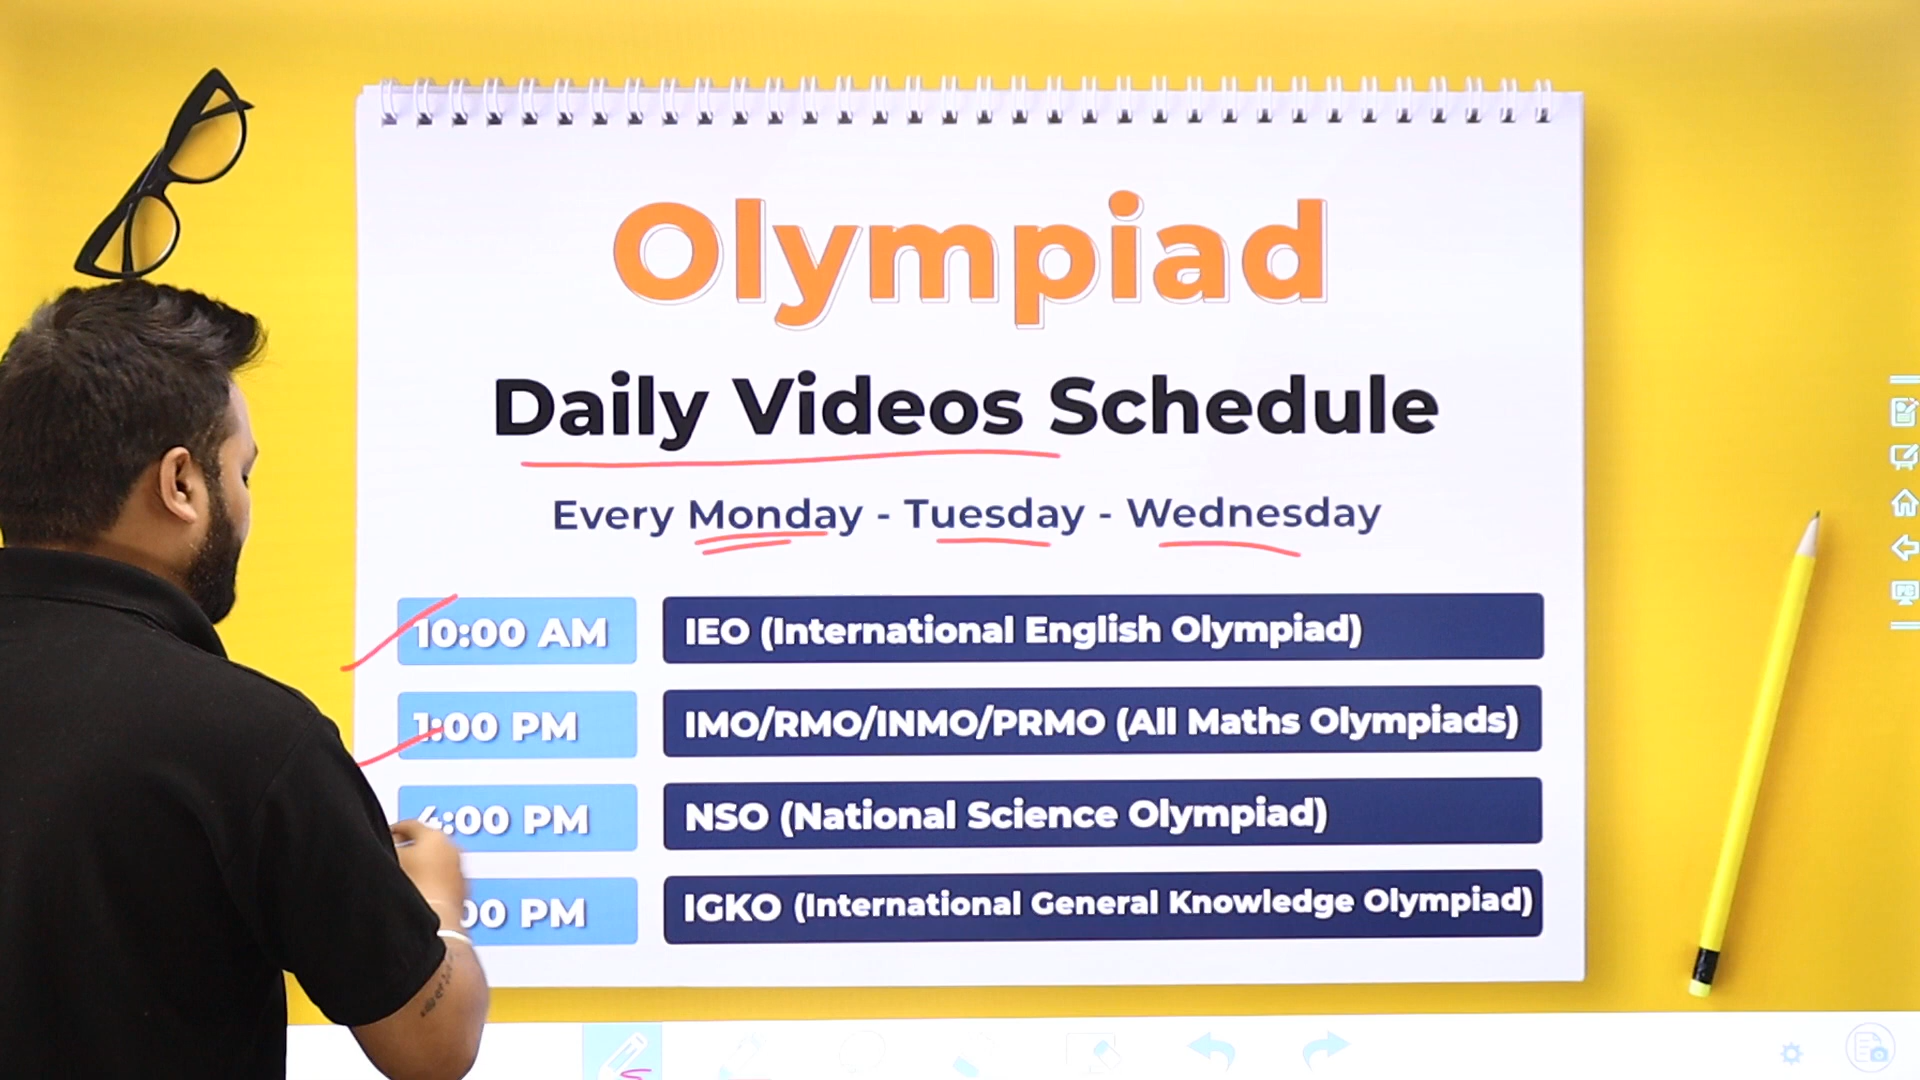 Olympiad
Daily Videos Schedule
Every Monday - Tuesday - Wednesday
10:00 AM IEO (International English Olympiad)
1:00 PM IMO/RMO/INMO/PRMO (All Maths Olympiads)
4:00 PM NSO (National Science Olympiad)
:00 PM IGKO (International General Knowledge Olympiad)